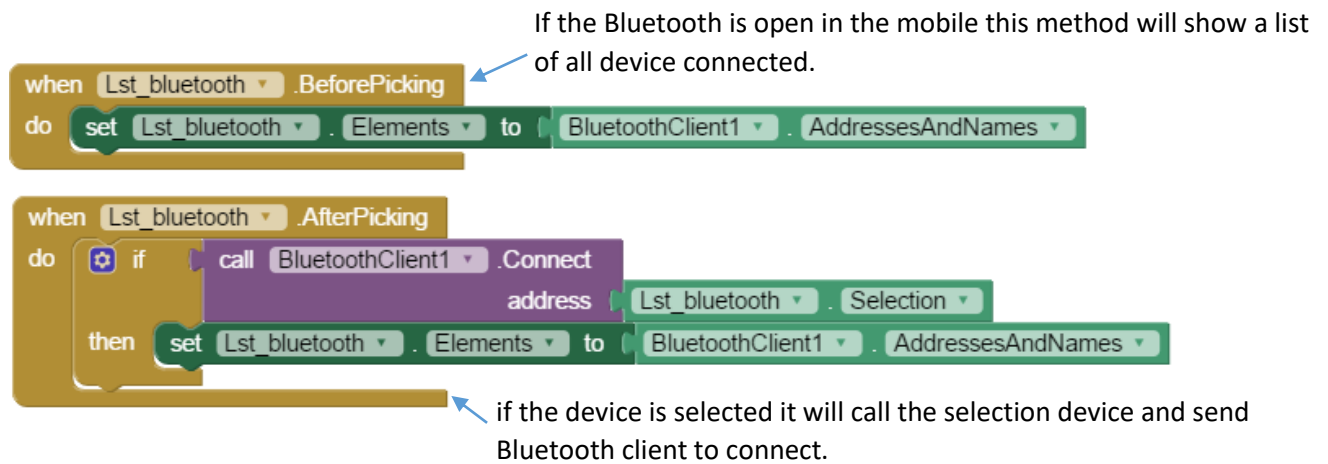 If the Bluetooth is open in the mobile this method will show a list
of all device connected.
when Lst_bluetooth .BeforePicking
do set Lst_bluetooth . Elements to BluetoothClient1 . AddressesAndNames
when Lst_bluetooth .AfterPicking
do if call BluetoothClient1 .Connect
address Lst_bluetooth . Selection
then set Lst_bluetooth . Elements to BluetoothClient1 . AddressesAndNames
if the device is selected it will call the selection device and send
Bluetooth client to connect.